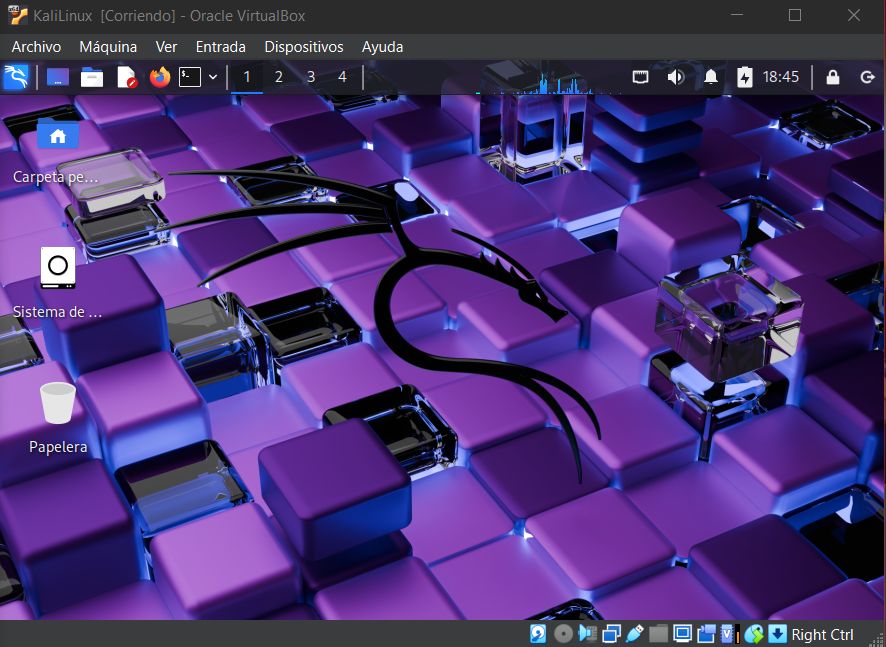 KaliLinux [Corriendo] - Oracle VirtualBox
Archivo Máquina Ver Entrada Dispositivos Ayuda
1 2 3 4 18:45
Carpeta pe...
Sistema de ...
Papelera
Right Ctrl